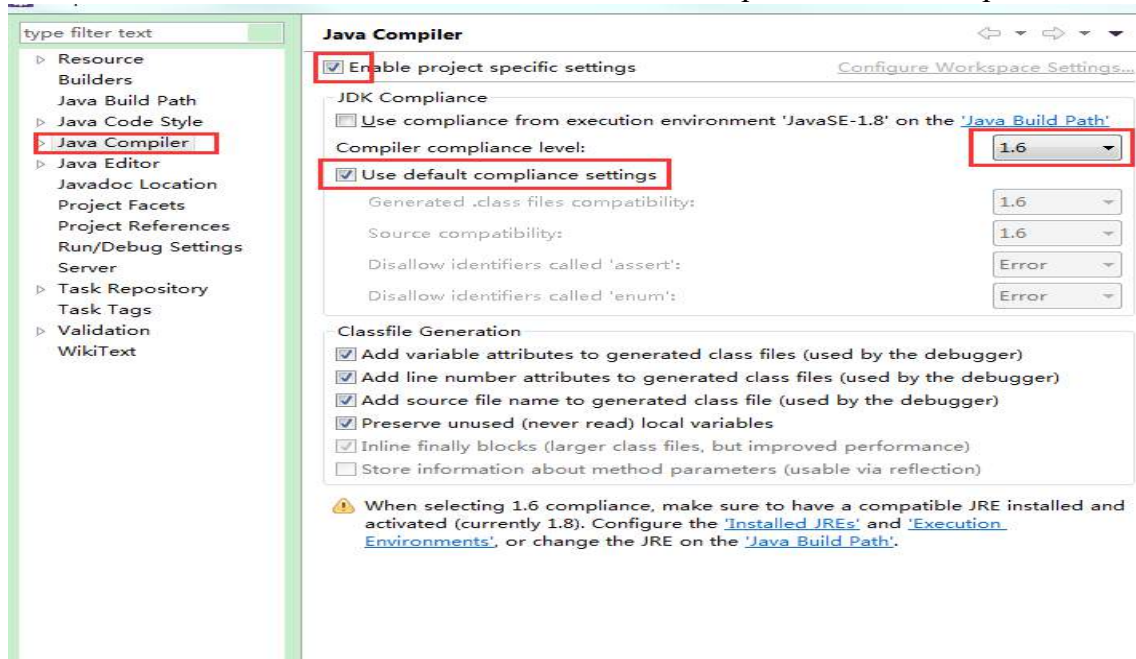 type filter text
Resource
Builders
Java Build Path
Java Code Style
Java Compiler
Java Editor
Javadoc Location
Project Facets
Project References
Run/Debug Settings
Server
Task Repository
Task Tags
Validation
WikiText
Java Compiler
Enable project specific settings Configure Workspace Settings...
JDK Compliance
Use compliance from execution environment 'JavaSE-1.8' on the 'Java Build Path'
Compiler compliance level: 1.6
Use default compliance settings
Generated .class files compatibility: 1.6
Source compatibility: 1.6
Disallow identifiers called 'assert': Error
Disallow identifiers called 'enum': Error
Classfile Generation
Add variable attributes to generated class files (used by the debugger)
Add line number attributes to generated class files (used by the debugger)
Add source file name to generated class file (used by the debugger)
Preserve unused (never read) local variables
Inline finally blocks (larger class files, but improved performance)
Store information about method parameters (usable via reflection)
When selecting 1.6 compliance, make sure to have a compatible JRE installed and
activated (currently 1.8). Configure the 'Installed JREs' and 'Execution
Environments', or change the JRE on the 'Java Build Path'.